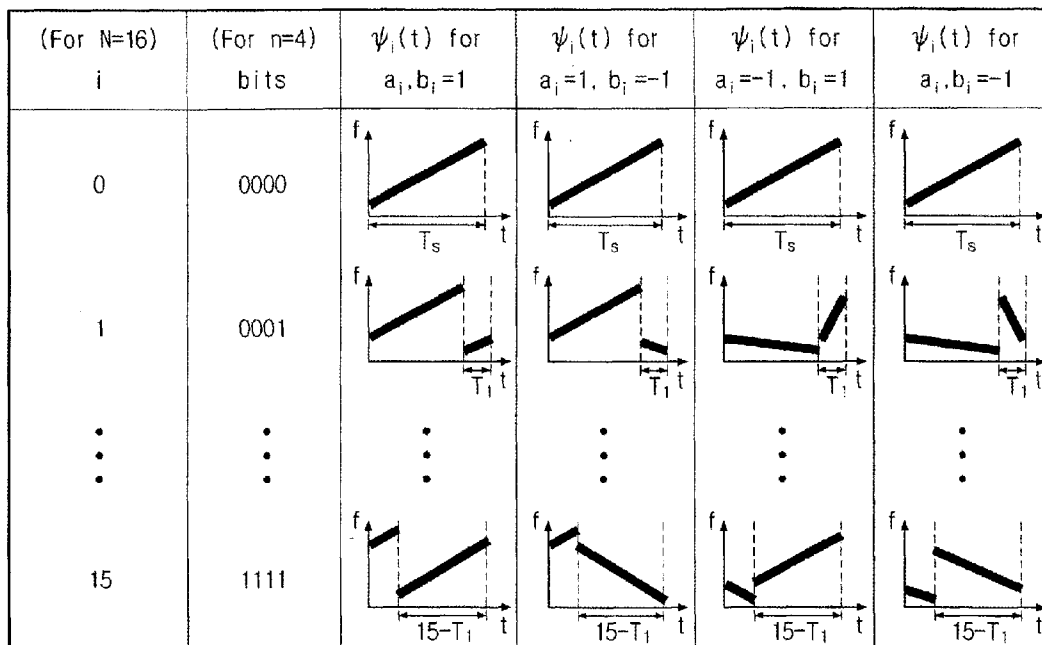 (For N=16) (For n=4) ψi(t) for ψi(t) for ψi(t) for ψi(t) for
i bits ai,bi=1 ai=1, bi=-1 ai=-1, bi=1 ai,bi=-1
f f f f
0 0000
Ts t Ts t Ts t Ts t
f f f f
1 0001
T1 t T1 t T1 t T1 t
f f f f
15 1111
15-T1 t 15-T1 t 15-T1 t 15-T1 t